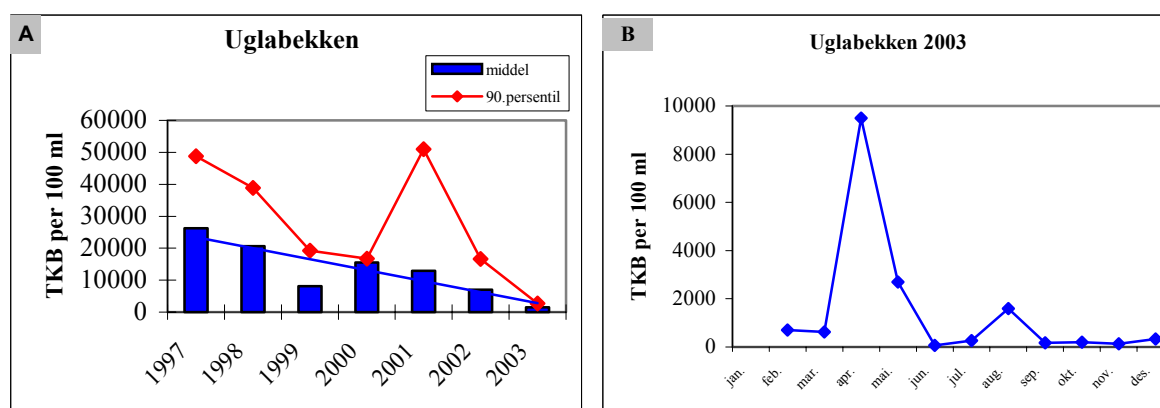 A
Uglabekken
middel
90.persentil
60000
50000
40000
30000
20000
10000
0
TKB per 100 ml
1997
1998
1999
2000
2001
2002
2003
B
Uglabekken 2003
10000
8000
6000
4000
2000
0
TKB per 100 ml
jan.
feb.
mar.
apr.
mai.
jun.
jul.
aug.
sep.
okt.
nov.
des.